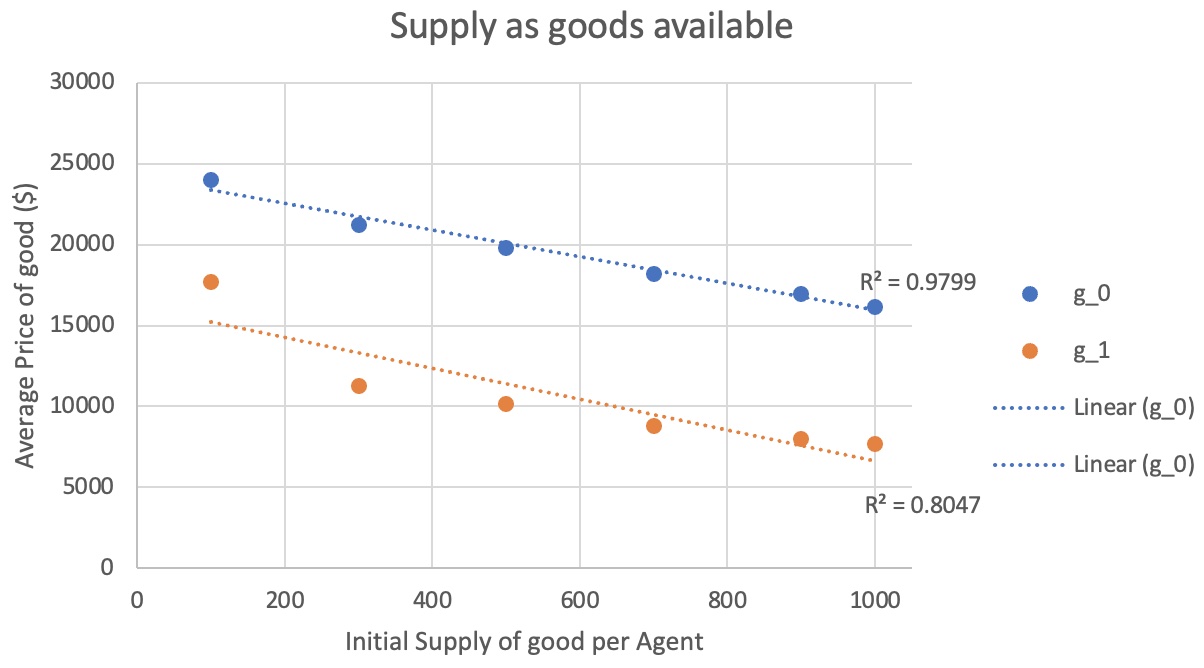 Supply as goods available
30000
25000
20000
15000
10000
5000
0
Average Price of good ($)
0 200 400 600 800 1000
Initial Supply of good per Agent
R² = 0.9799
R² = 0.8047
g_0
g_1
Linear (g_0)
Linear (g_0)